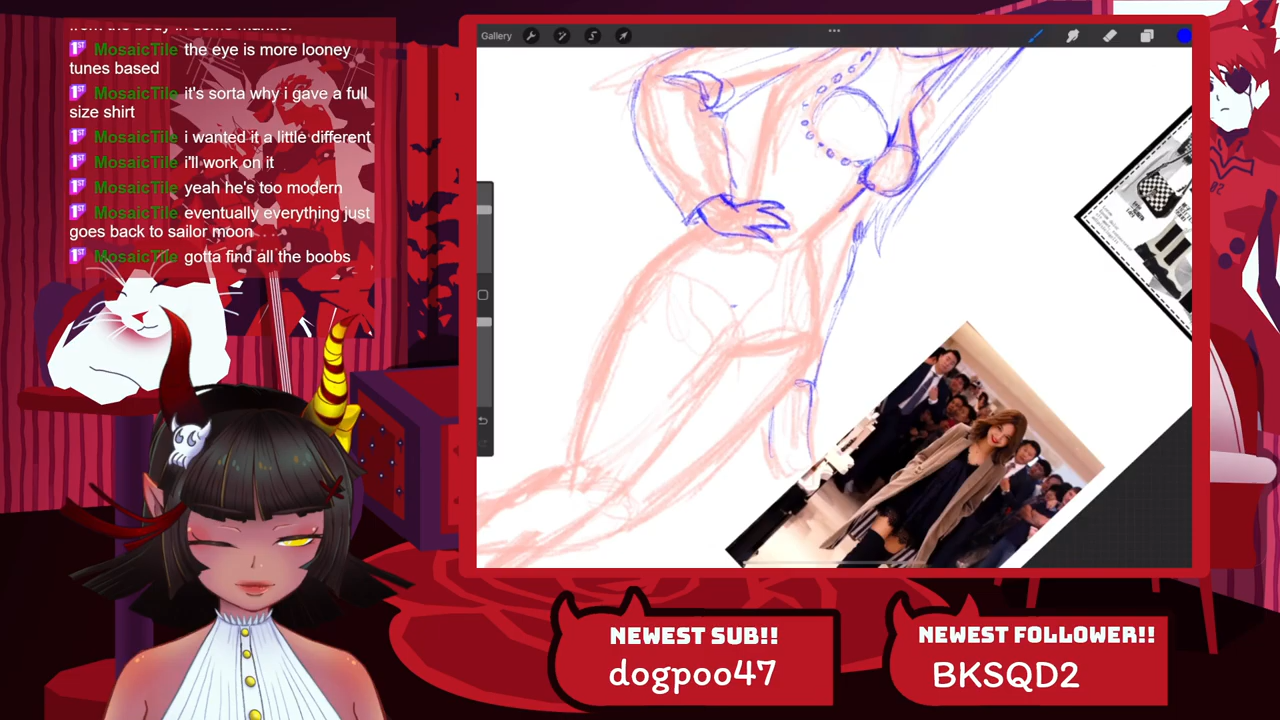 MosaicTile the eye is more looney
tunes based
MosaicTile it's sorta why i gave a full
size shirt
MosaicTile i wanted it a little different
MosaicTile i'll work on it
MosaicTile yeah he's too modern
MosaicTile eventually everything just
goes back to sailor moon
MosaicTile gotta find all the boobs
Gallery
NEWEST SUB!!
dogpoo47
NEWEST FOLLOWER!!
BKSQD2